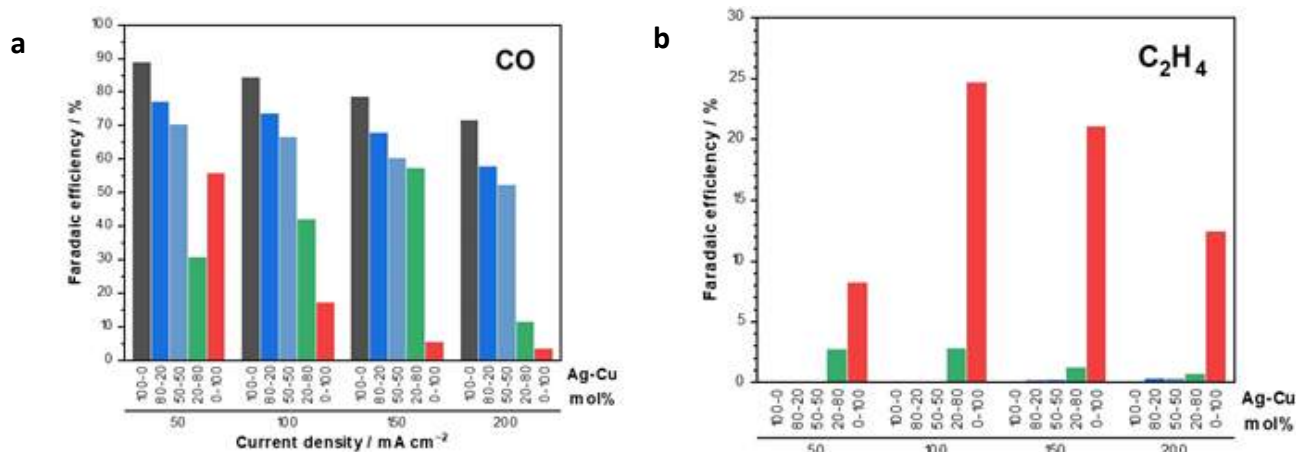 a
CO
Faradaic efficiency / %
100
90
80
70
60
50
40
30
20
10
0
100-0 80-20 50-50 20-80 0-100 100-0 80-20 50-50 20-80 0-100 100-0 80-20 50-50 20-80 0-100 100-0 80-20 50-50 20-80 0-100 Ag-Cu
mol%
50 100 150 200
Current density / mA cm⁻²
b
C₂H₄
Faradaic efficiency / %
30
25
20
15
10
5
0
100-0 80-20 50-50 20-80 0-100 100-0 80-20 50-50 20-80 0-100 100-0 80-20 50-50 20-80 0-100 100-0 80-20 50-50 20-80 0-100 Ag-Cu
mol%
50 100 150 200